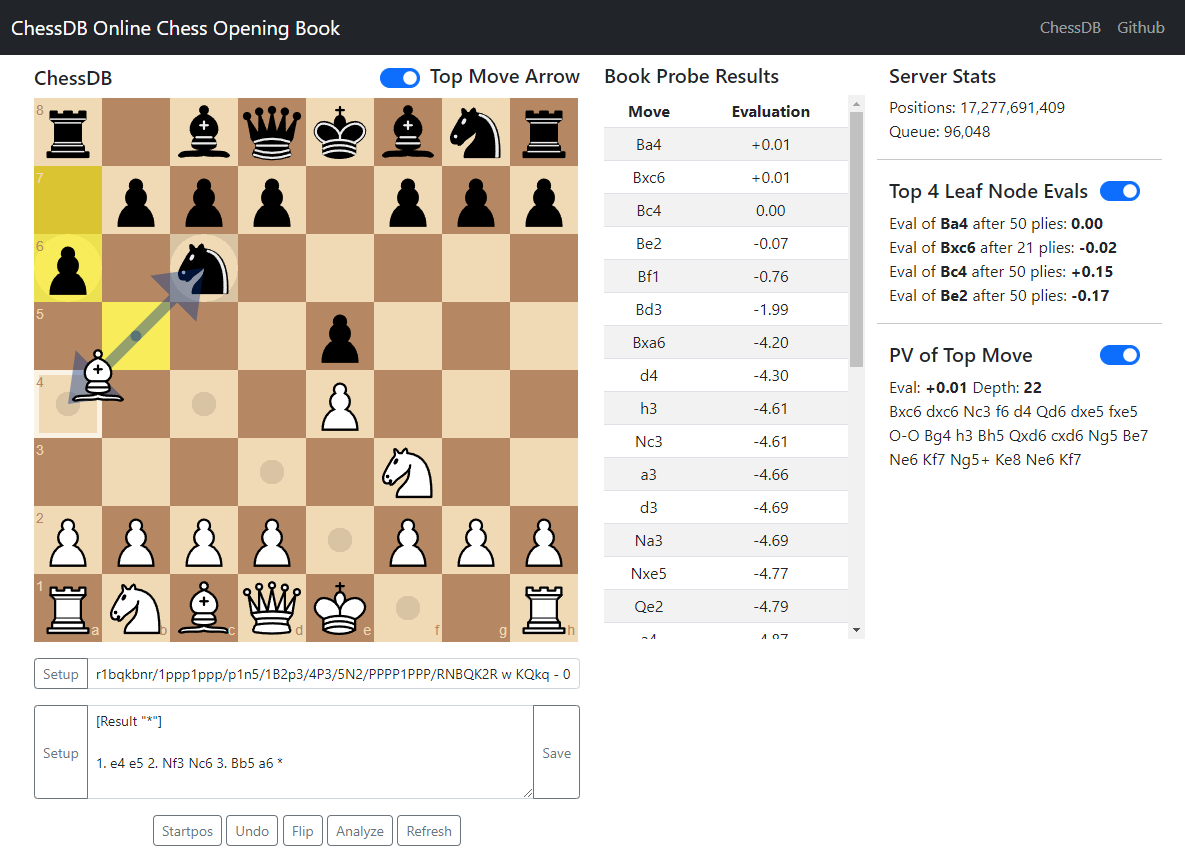 ChessDB Online Chess Opening Book
ChessDB Github
ChessDB
Top Move Arrow
8
7
6
5
4
3
2
1
a b c d e f g h
Setup
r1bqkbnr/1ppp1ppp/p1n5/1B2p3/4P3/5N2/PPPP1PPP/RNBQK2R w KQkq - 0
Setup
[Result "*"]
1. e4 e5 2. Nf3 Nc6 3. Bb5 a6 *
Save
Startpos Undo Flip Analyze Refresh
Book Probe Results
Move Evaluation
Ba4 +0.01
Bxc6 +0.01
Bc4 0.00
Be2 -0.07
Bf1 -0.76
Bd3 -1.99
Bxa6 -4.20
d4 -4.30
h3 -4.61
Nc3 -4.61
a3 -4.66
d3 -4.69
Na3 -4.69
Nxe5 -4.77
Qe2 -4.79
a4 -4.87
Server Stats
Positions: 17,277,691,409
Queue: 96,048
Top 4 Leaf Node Evals
Eval of Ba4 after 50 plies: 0.00
Eval of Bxc6 after 21 plies: -0.02
Eval of Bc4 after 50 plies: +0.15
Eval of Be2 after 50 plies: -0.17
PV of Top Move
Eval: +0.01 Depth: 22
Bxc6 dxc6 Nc3 f6 d4 Qd6 dxe5 fxe5
O-O Bg4 h3 Bh5 Qxd6 cxd6 Ng5 Be7
Ne6 Kf7 Ng5+ Ke8 Ne6 Kf7